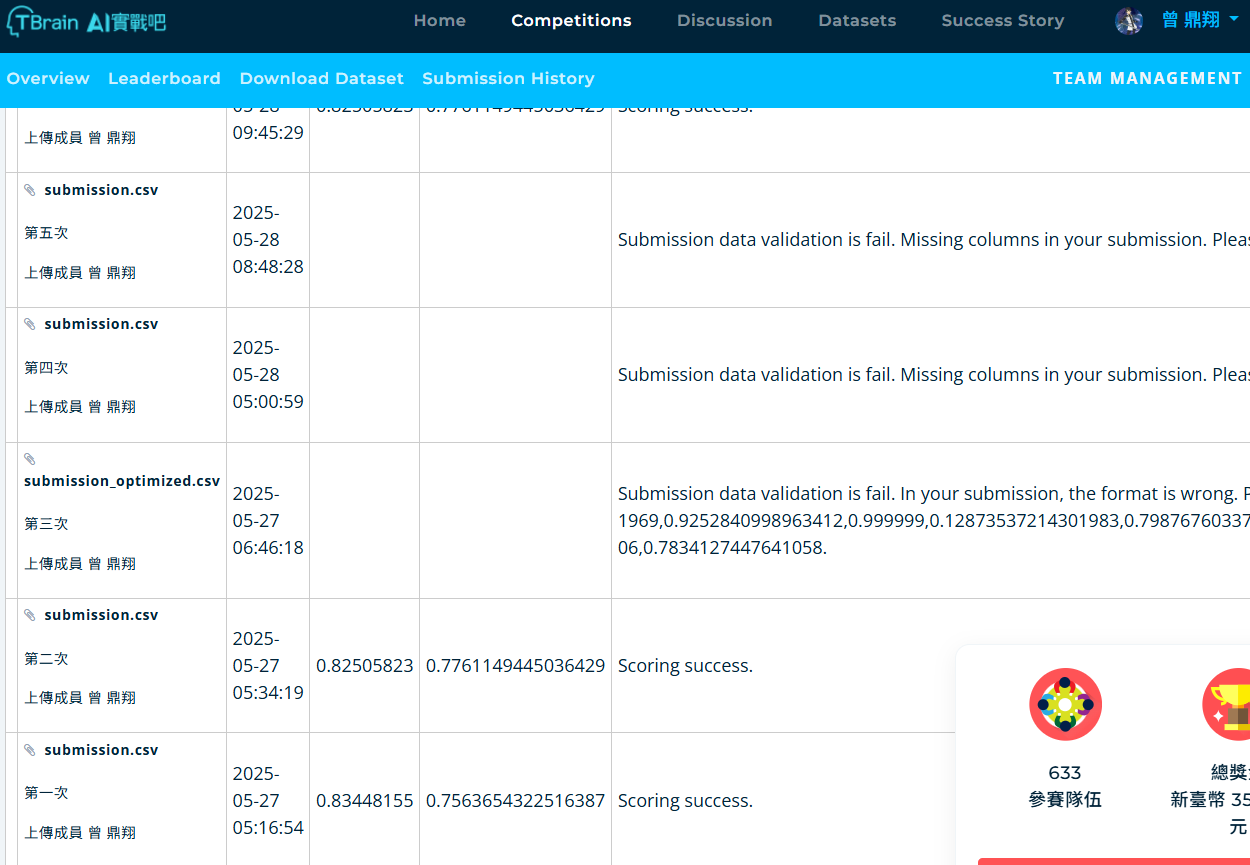 TBrain AI實戰吧
Home
Competitions
Discussion
Datasets
Success Story
曾 鼎翔
Overview
Leaderboard
Download Dataset
Submission History
TEAM MANAGEMENT
05-28
09:45:29
0.82505823
0.7761149445036429
Scoring success.
上傳成員 曾 鼎翔
submission.csv
第五次
上傳成員 曾 鼎翔
2025-
05-28
08:48:28
Submission data validation is fail. Missing columns in your submission. Pleas
submission.csv
第四次
上傳成員 曾 鼎翔
2025-
05-28
05:00:59
Submission data validation is fail. Missing columns in your submission. Pleas
submission_optimized.csv
第三次
上傳成員 曾 鼎翔
2025-
05-27
06:46:18
Submission data validation is fail. In your submission, the format is wrong. P
1969,0.9252840998963412,0.999999,0.12873537214301983,0.79876760337
06,0.7834127447641058.
submission.csv
第二次
上傳成員 曾 鼎翔
2025-
05-27
05:34:19
0.82505823
0.7761149445036429
Scoring success.
submission.csv
第一次
上傳成員 曾 鼎翔
2025-
05-27
05:16:54
0.83448155
0.7563654322516387
Scoring success.
633
參賽隊伍
總獎
新臺幣 35
元